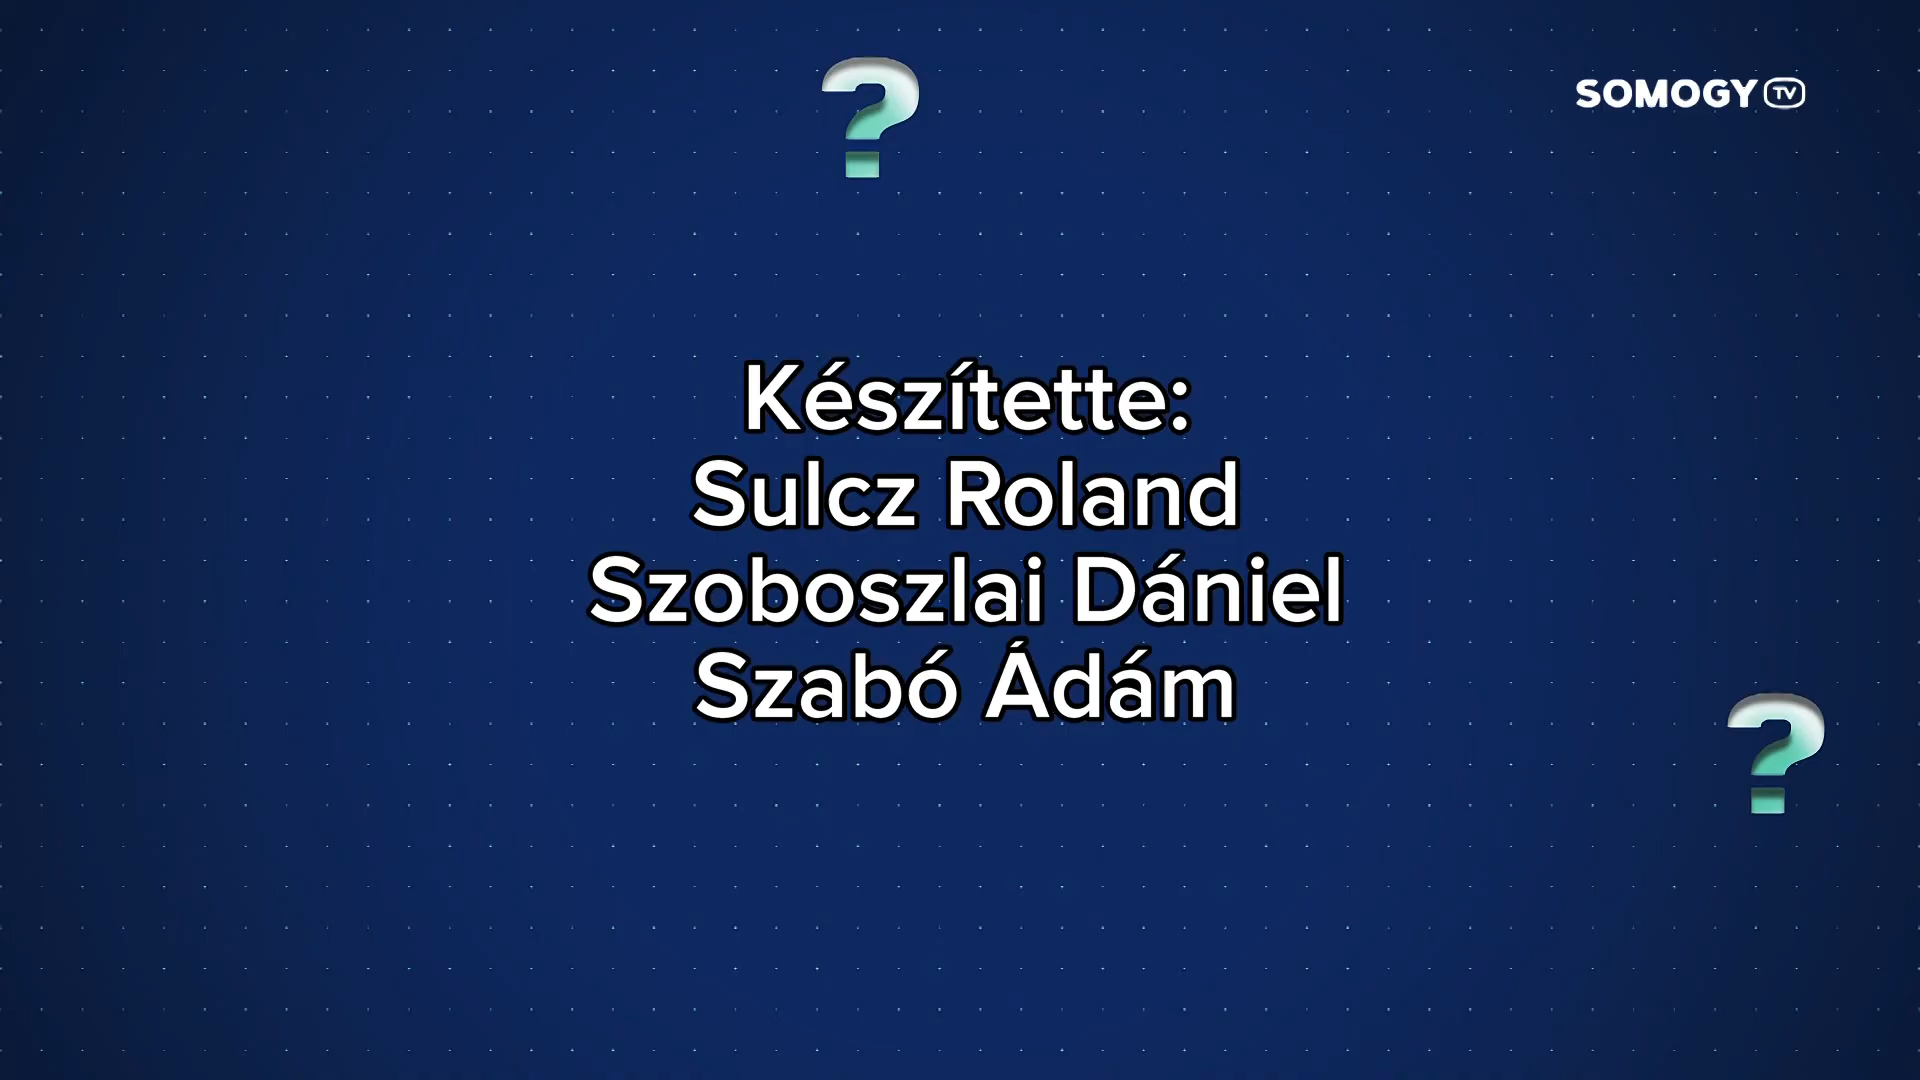 SOMOGY TV
Készítette:
Sulcz Roland
Szoboszlai Dániel
Szabó Ádám
?
?